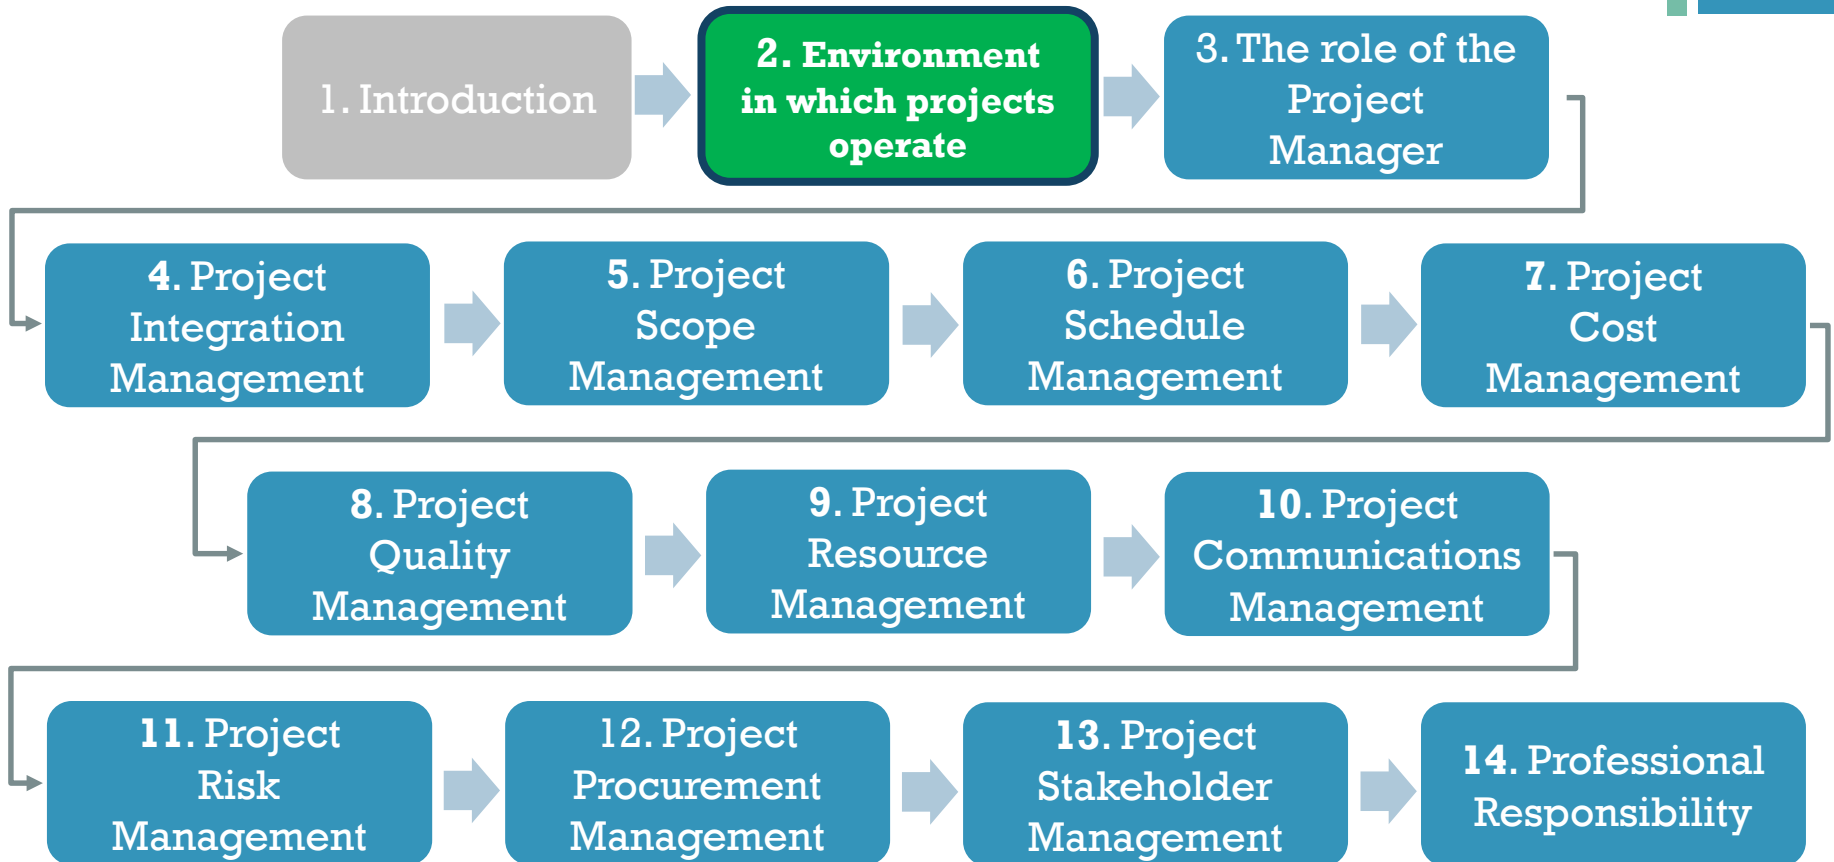 1. Introduction
2. Environment
in which projects
operate
3. The role of the
Project
Manager
4. Project
Integration
Management
5. Project
Scope
Management
6. Project
Schedule
Management
7. Project
Cost
Management
8. Project
Quality
Management
9. Project
Resource
Management
10. Project
Communications
Management
11. Project
Risk
Management
12. Project
Procurement
Management
13. Project
Stakeholder
Management
14. Professional
Responsibility